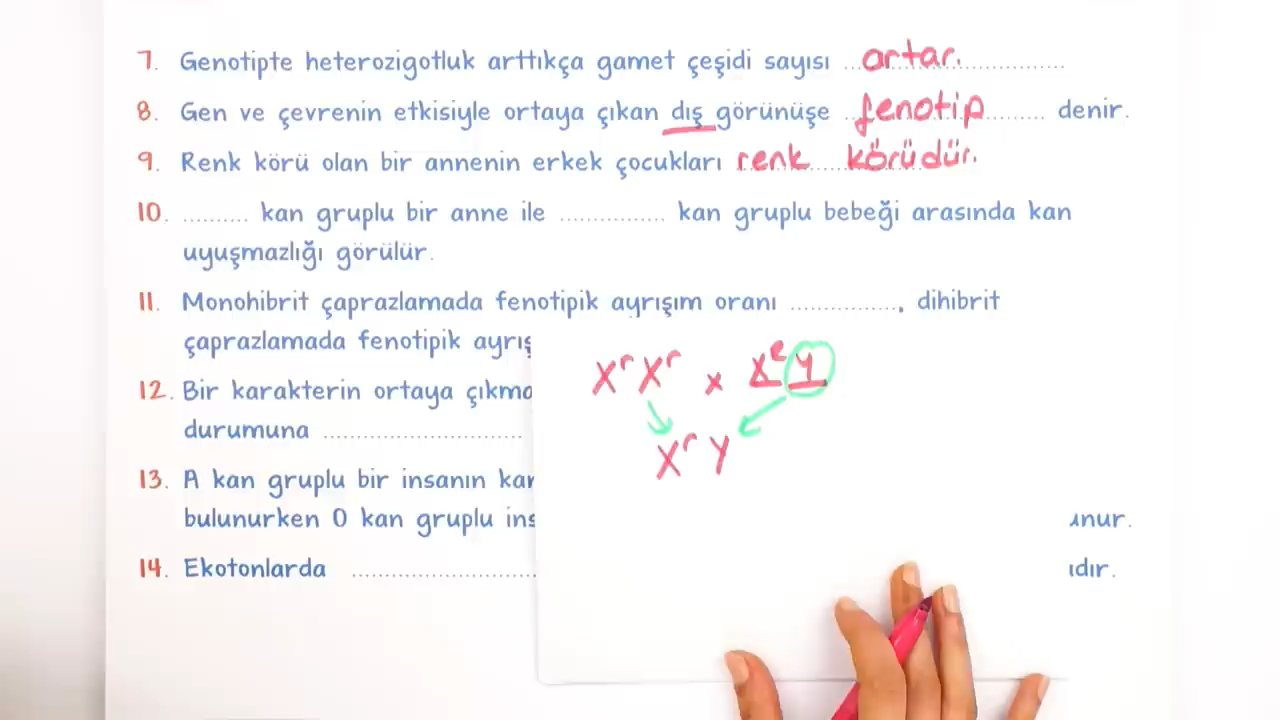 7. Genotipte heterozigotluk arttıkça gamet çeşidi sayısı artar.
8. Gen ve çevrenin etkisiyle ortaya çıkan dış görünüşe fenotip denir.
9. Renk körü olan bir annenin erkek çocukları renk körüdür.
10. .......... kan gruplu bir anne ile ................ kan gruplu bebeği arasında kan
uyuşmazlığı görülür.
11. Monohibrit çaprazlamada fenotipik ayrışım oranı ................, dihibrit
çaprazlamada fenotipik
12. Bir karakterin ortaya
durumuna ..............................
13. A kan gruplu bir insanın
bulunurken 0 kan gruplu
14. Ekotonlarda ............................
XʳXʳ x XᴿY
XʳY